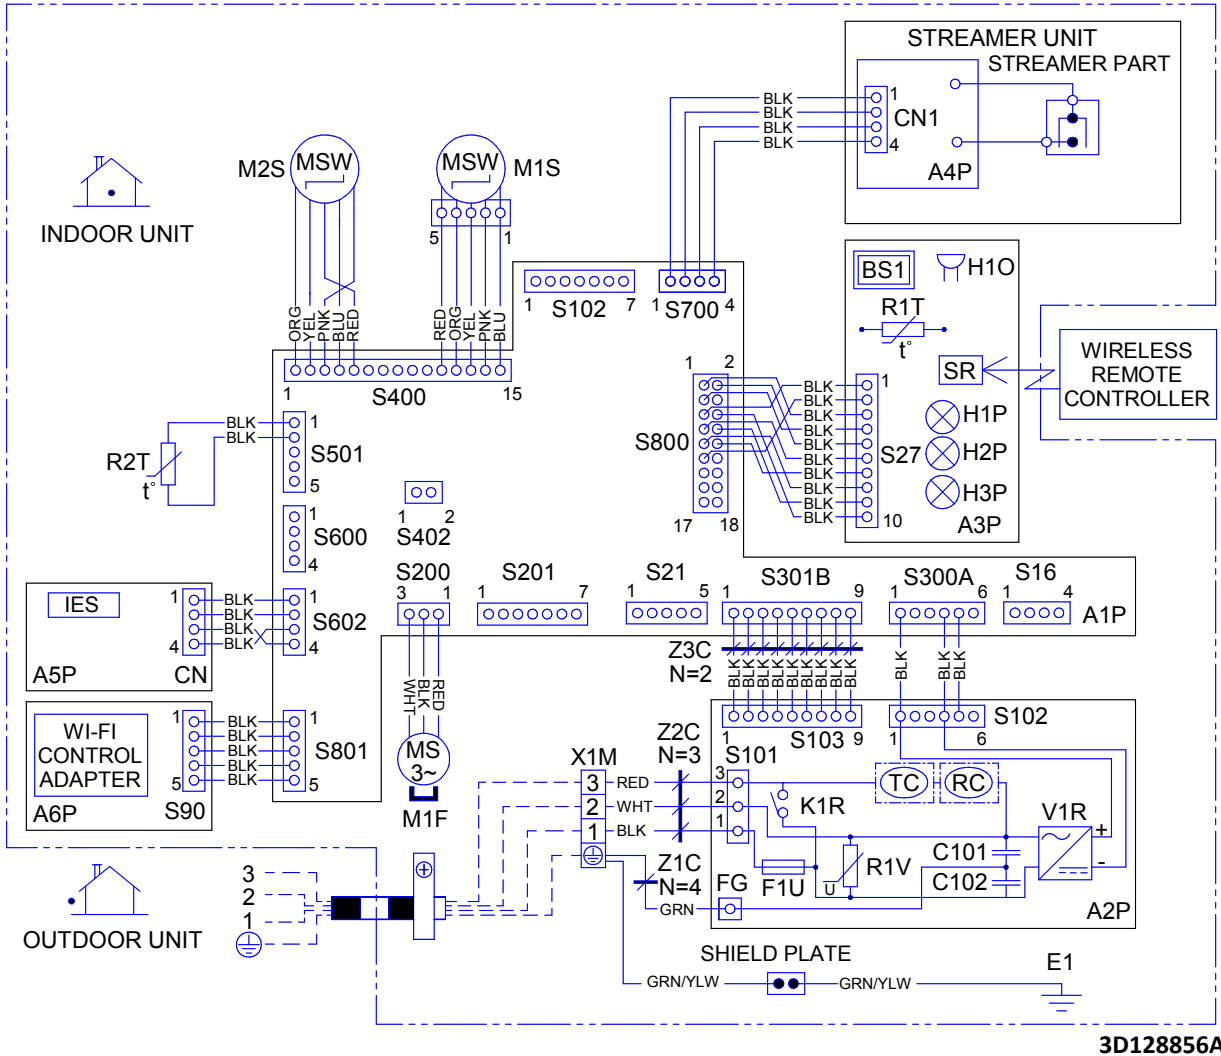 STREAMER UNIT
STREAMER PART
BLK
BLK
BLK
BLK
1
CN1
4
A4P
M2S
MSW
MSW
M1S
INDOOR UNIT
5
1
ORG
YEL
PNK
BLU
RED
RED
ORG
YEL
PNK
BLU
1
S102
7
1
S700
4
BS1
H1O
R1T
t°
SR
WIRELESS
REMOTE
CONTROLLER
H1P
H2P
H3P
A3P
1
S400
15
1
2
S800
17
18
BLK
BLK
BLK
BLK
BLK
BLK
BLK
BLK
BLK
BLK
1
S27
10
BLK
BLK
R2T
t°
1
S501
5
1
S600
4
1
2
S402
S200
3
1
S201
1
7
S21
1
5
S301B
1
9
S300A
1
6
S16
1
4
A1P
IES
A5P
CN
1
4
BLK
BLK
BLK
BLK
1
S602
4
WI-FI
CONTROL
ADAPTER
A6P
S90
1
5
BLK
BLK
BLK
BLK
BLK
1
S801
5
WHT
BLK
RED
MS
3~
M1F
Z3C
N=2
BLK
BLK
BLK
BLK
BLK
BLK
BLK
BLK
BLK
BLK
BLK
BLK
1
S103
9
1
S102
6
X1M
3
2
1
RED
WHT
BLK
Z2C
N=3
S101
3
2
1
K1R
TC
RC
V1R
+
-
F1U
R1V
U
C101
C102
A2P
Z1C
N=4
GRN
FG
3
2
1
OUTDOOR UNIT
SHIELD PLATE
GRN/YLW
GRN/YLW
E1
3D128856A